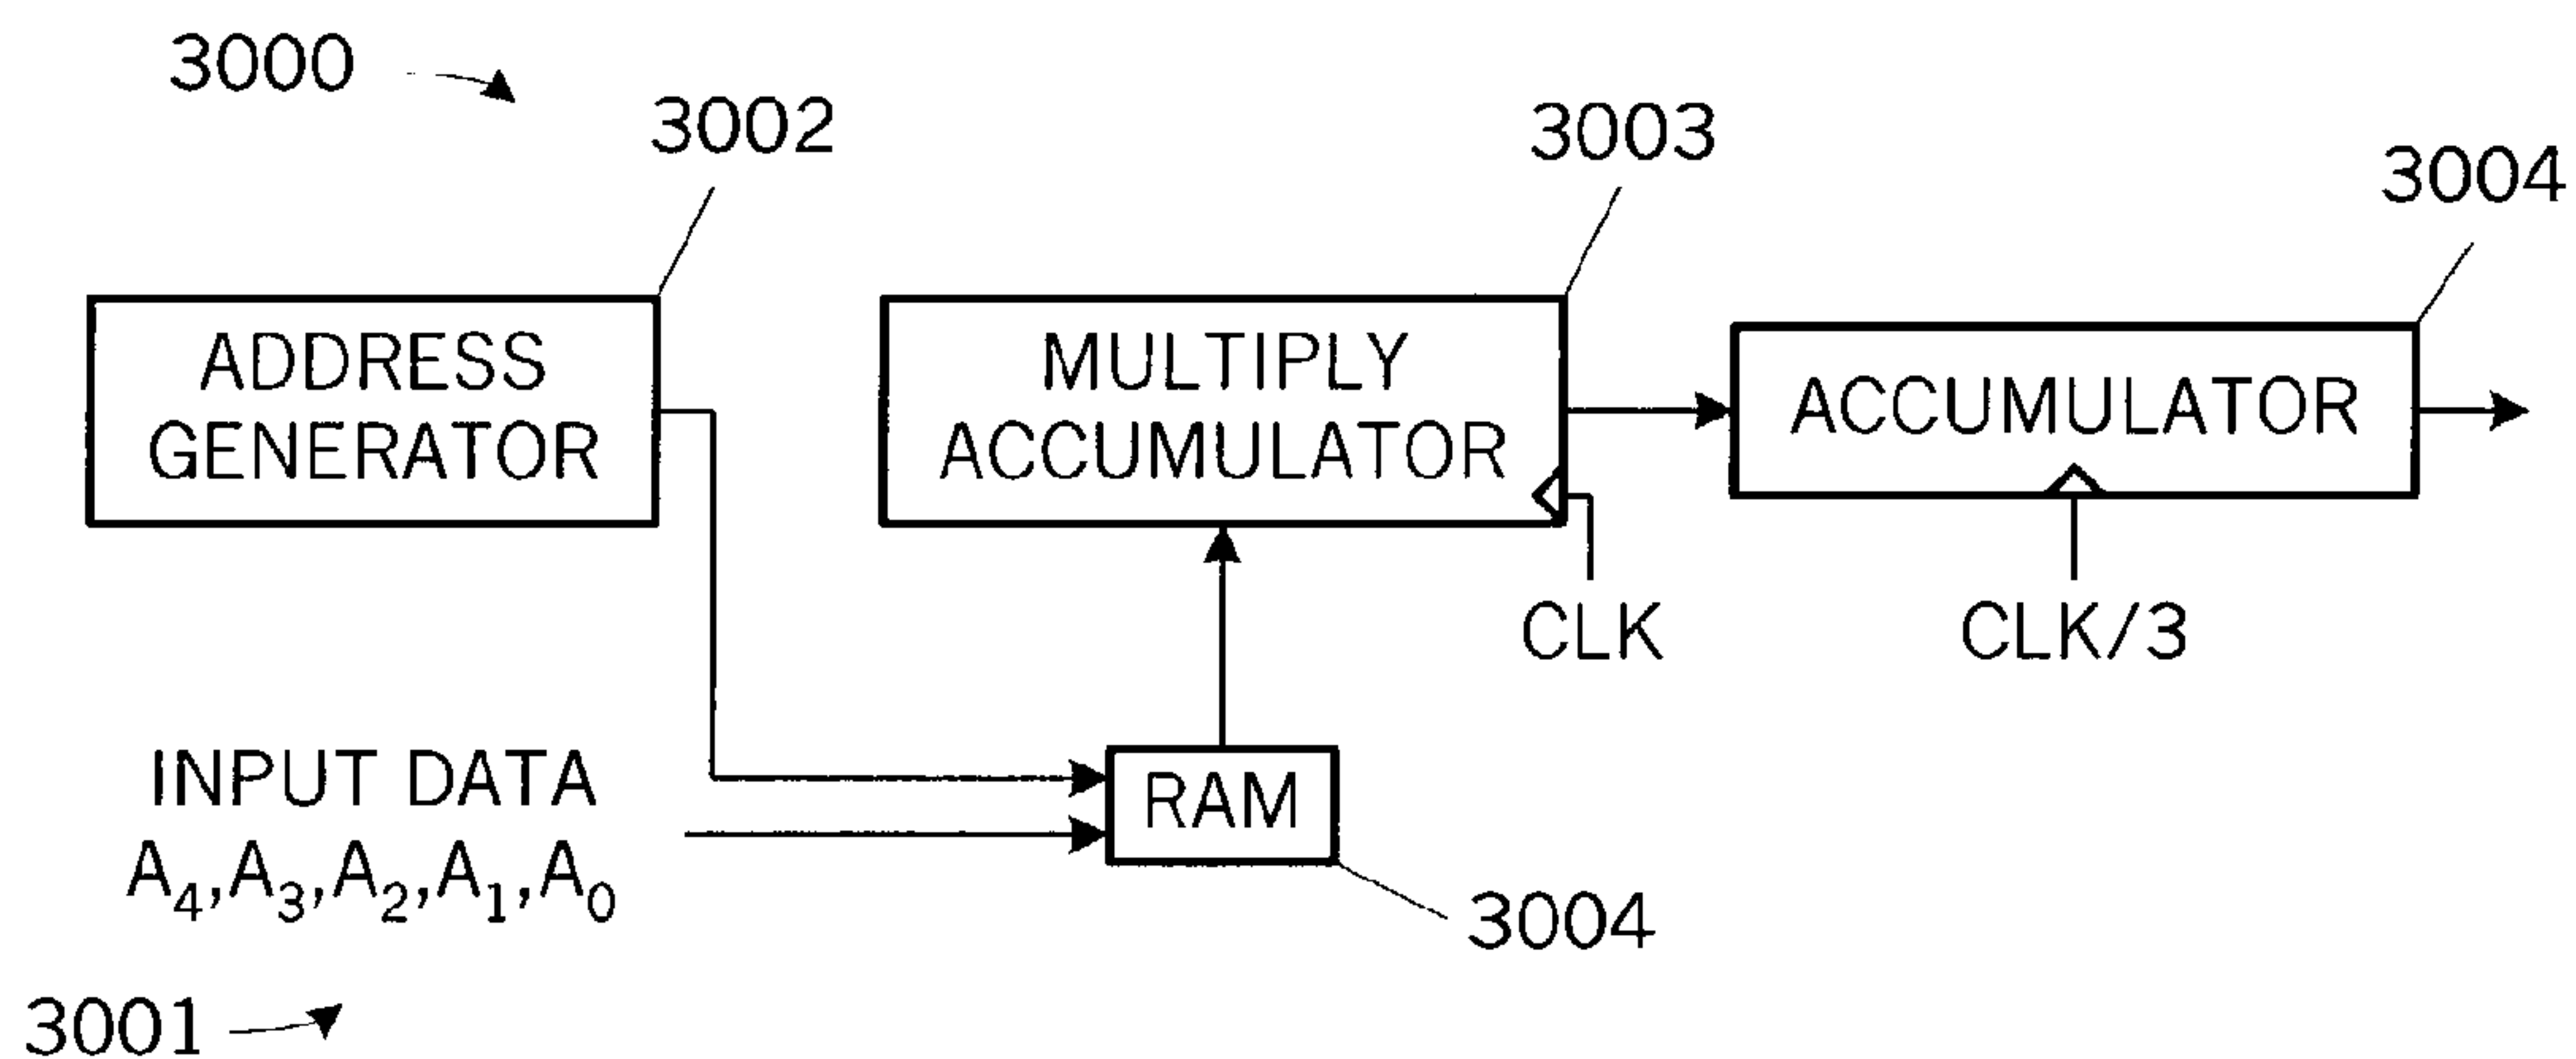 3000
3002
3003
3004
ADDRESS
GENERATOR
MULTIPLY
ACCUMULATOR
ACCUMULATOR
CLK
CLK/3
INPUT DATA
A₄,A₃,A₂,A₁,A₀
RAM
3004
3001